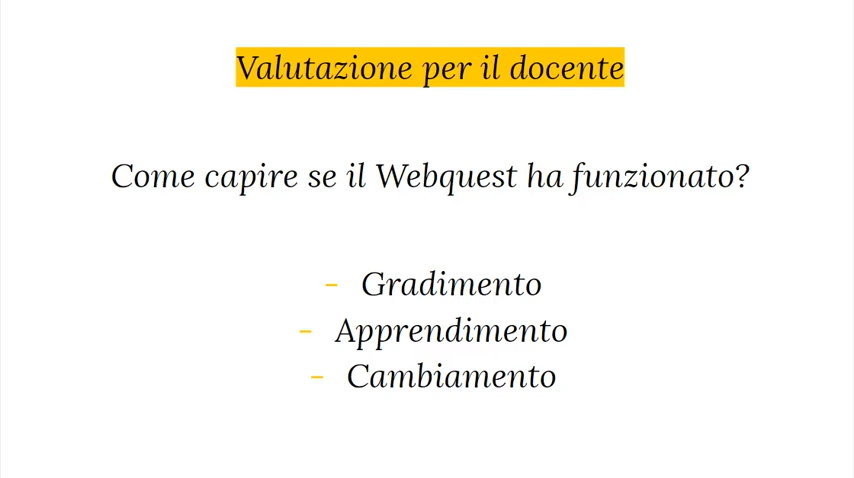 Valutazione per il docente
Come capire se il Webquest ha funzionato?
- Gradimento
- Apprendimento
- Cambiamento